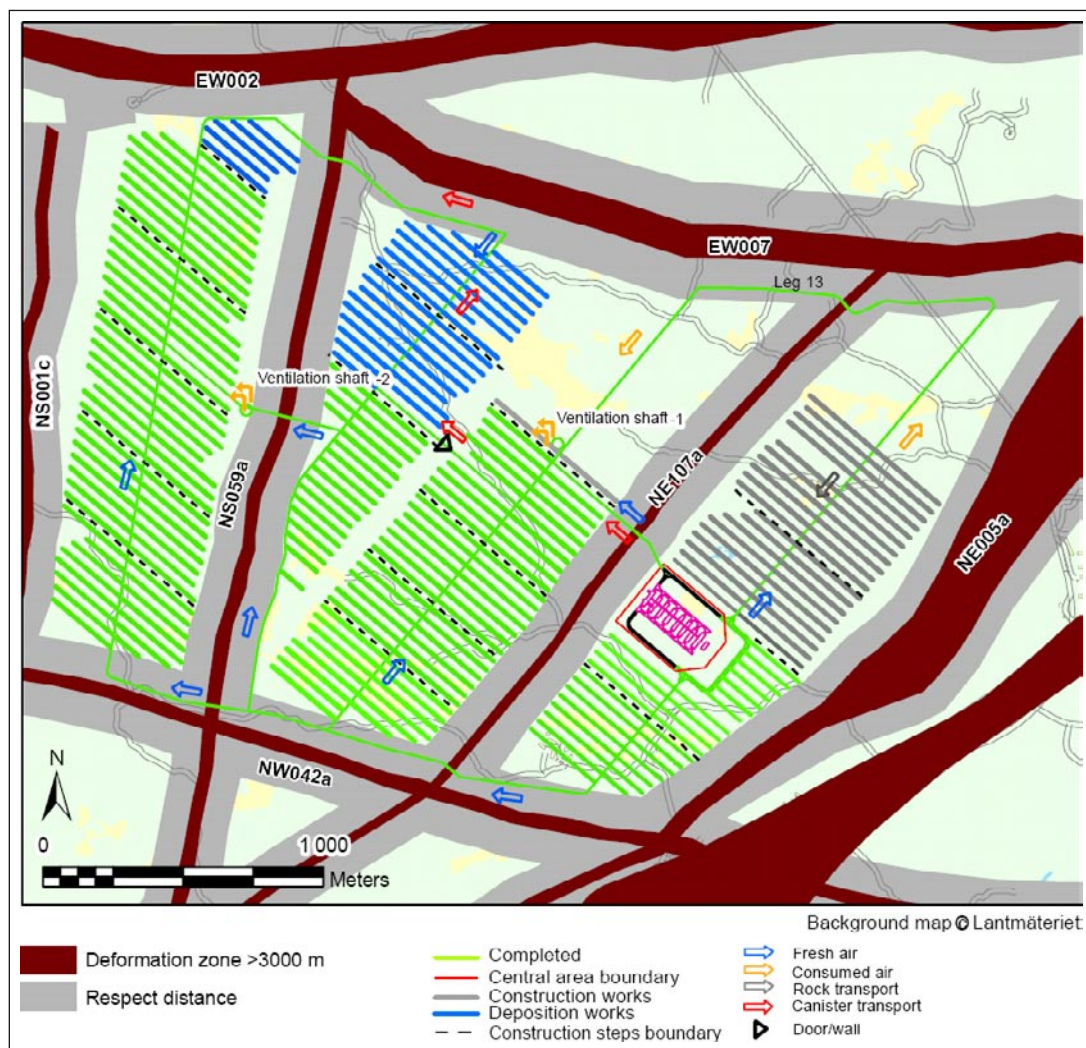 EW002
EW007
Leg 13
NS001c
Ventilation shaft -2
Ventilation shaft -1
NS059a
NE107a
NE005a
N
NW042a
0
1 000
Meters
Background map © Lantmäteriet
Deformation zone >3000 m
Respect distance
Completed
Central area boundary
Construction works
Deposition works
Construction steps boundary
Fresh air
Consumed air
Rock transport
Canister transport
Door/wall